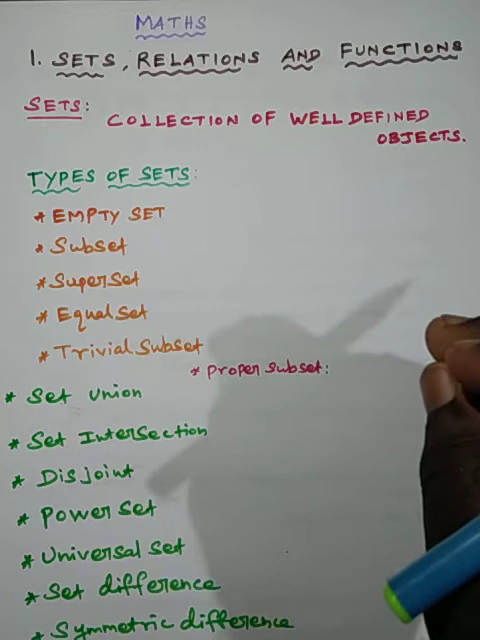 MATHS
1. SETS, RELATIONS AND FUNCTIONS
SETS:
COLLECTION OF WELL DEFINED
OBJECTS.
TYPES OF SETS:
* EMPTY SET
* Subset
* Superset
* Equal Set
* Trivial Subset
* Proper subset:
* Set Union
* Set Intersection
* Disjoint
* Power Set
* Universal Set
* Set difference
* Symmetric difference